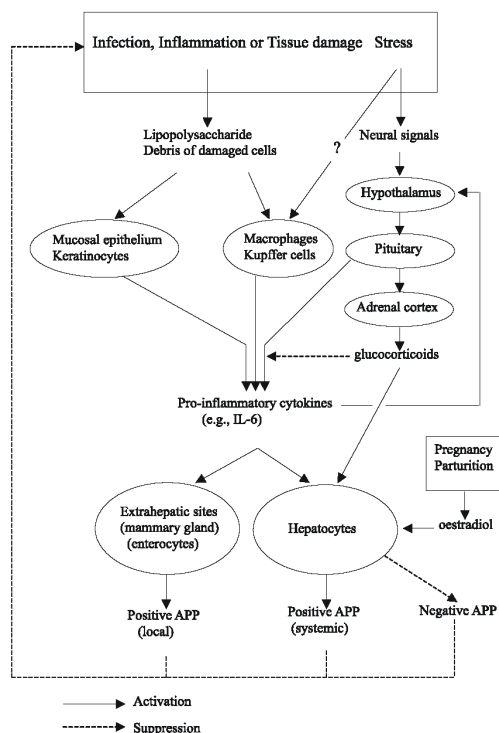 Infection, Inflammation or Tissue damage Stress
Lipopolysaccharide
Debris of damaged cells
?
Neural signals
Hypothalamus
Mucosal epithelium
Keratinocytes
Macrophages
Kupffer cells
Pituitary
Adrenal cortex
glucocorticoids
Pro-inflammatory cytokines
(e.g., IL-6)
Pregnancy
Parturition
Extrahepatic sites
(mammary gland)
(enterocytes)
Hepatocytes
oestradiol
Positive APP
(local)
Positive APP
(systemic)
Negative APP
Activation
Suppression